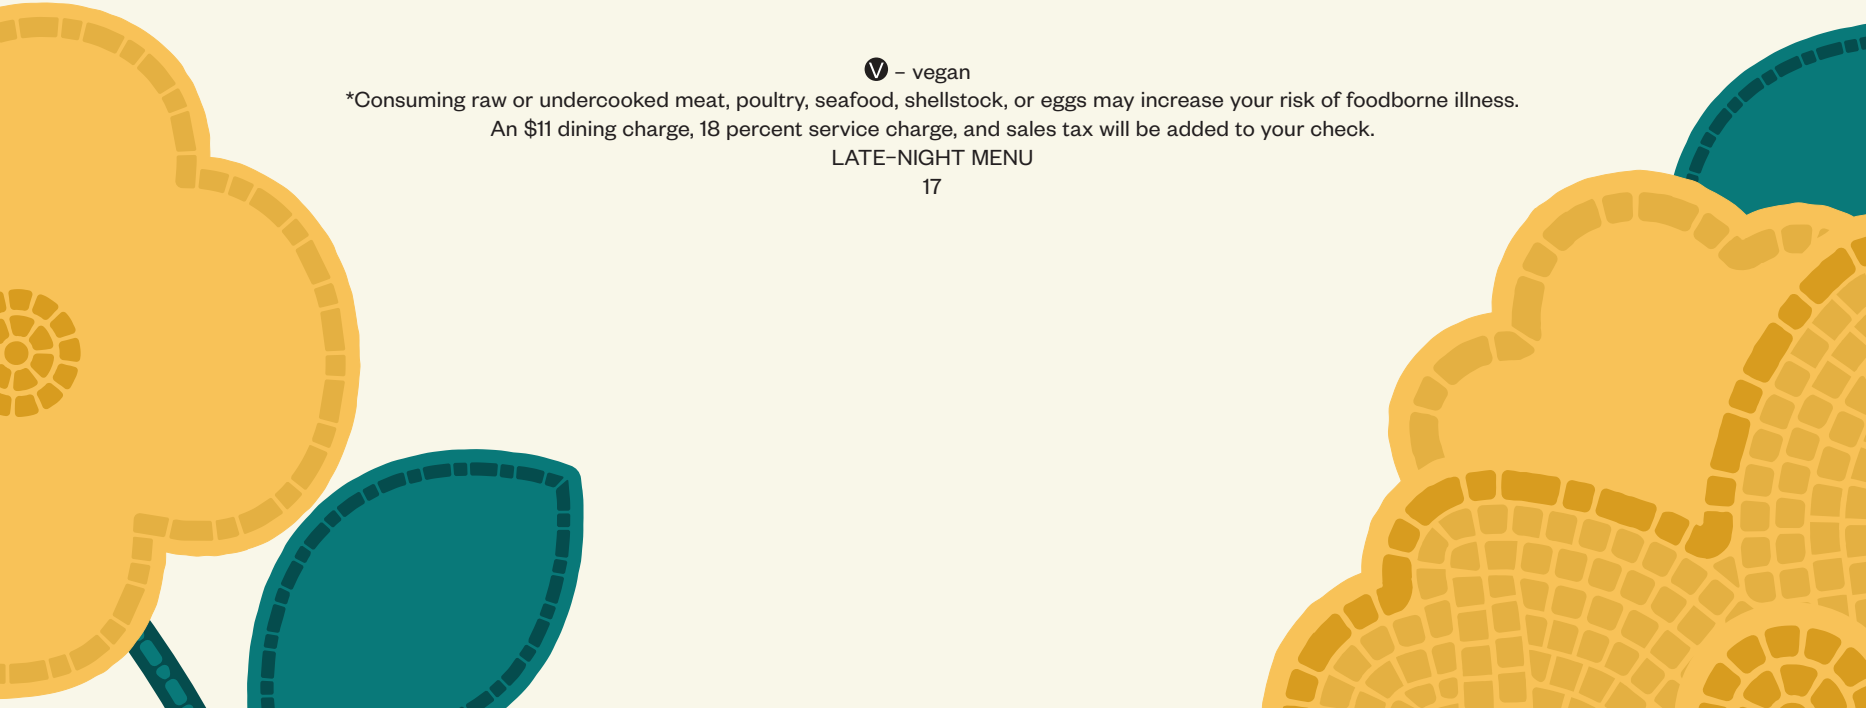 V – vegan
*Consuming raw or undercooked meat, poultry, seafood, shellstock, or eggs may increase your risk of foodborne illness.
An $11 dining charge, 18 percent service charge, and sales tax will be added to your check.
LATE-NIGHT MENU
17